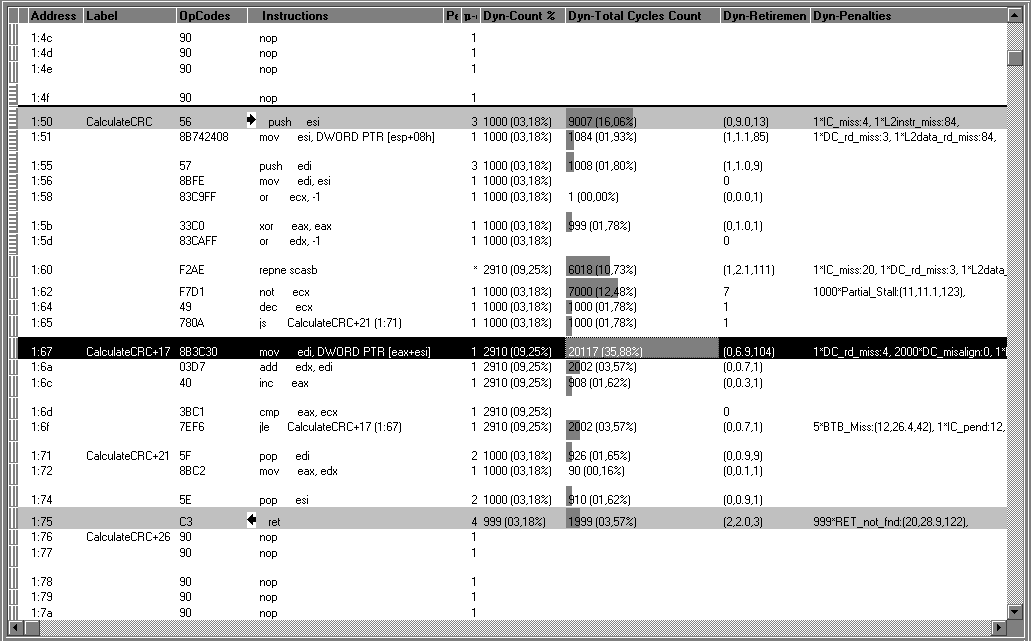 Address Label OpCodes Instructions Dyn-Count % Dyn-Total Cycles Count Dyn-Retiremen Dyn-Penalties
1:4c 90 nop 1
1:4d 90 nop 1
1:4e 90 nop 1
1:4f 90 nop 1
1:50 CalculateCRC 56 push esi 3 1000 (03,18%) 9007 (16,06%) (0,9.0,13) 1*IC_miss:4, 1*L2instr_miss:84,
1:51 8B742408 mov esi, DWORD PTR [esp+08h] 1 1000 (03,18%) 1084 (01,93%) (1,1.1,85) 1*DC_rd_miss:3, 1*L2data_rd_miss:84,
1:55 57 push edi 3 1000 (03,18%) 1008 (01,80%) (1,1.0,9)
1:56 8BFE mov edi, esi 1 1000 (03,18%) 0
1:58 83C9FF or ecx, -1 1 1000 (03,18%) 1 (00,00%) (0,0.0,1)
1:5b 33C0 xor eax, eax 1 1000 (03,18%) 999 (01,78%) (0,1.0,1)
1:5d 83CAFF or edx, -1 1 1000 (03,18%) 0
1:60 F2AE repne scasb * 2910 (09,25%) 6018 (10,73%) (1,2.1,111) 1*IC_miss:20, 1*DC_rd_miss:3, 1*L2data_
1:62 F7D1 not ecx 1 1000 (03,18%) 7000 (12,48%) 7 1000*Partial_Stall:(11,11.1,123),
1:64 49 dec ecx 1 1000 (03,18%) 1000 (01,78%) 1
1:65 780A js CalculateCRC+21 (1:71) 1 1000 (03,18%) 1000 (01,78%) 1
1:67 CalculateCRC+17 8B3C30 mov edi, DWORD PTR [eax+esi] 1 2910 (09,25%) 20117 (35,88%) (0,6.9,104) 1*DC_rd_miss:4, 2000*DC_misalign:0, 1*
1:6a 03D7 add edx, edi 1 2910 (09,25%) 2002 (03,57%) (0,0.7,1)
1:6c 40 inc eax 1 2910 (09,25%) 908 (01,62%) (0,0.3,1)
1:6d 3BC1 cmp eax, ecx 1 2910 (09,25%) 0
1:6f 7EF6 jle CalculateCRC+17 (1:67) 1 2910 (09,25%) 2002 (03,57%) (0,0.7,1) 5*BTB_Miss:(12,26.4,42), 1*IC_pend:12,
1:71 CalculateCRC+21 5F pop edi 2 1000 (03,18%) 926 (01,65%) (0,0.9,9)
1:72 8BC2 mov eax, edx 1 1000 (03,18%) 90 (00,16%) (0,0.1,1)
1:74 5E pop esi 2 1000 (03,18%) 910 (01,62%) (0,0.9,1)
1:75 C3 ret 4 999 (03,18%) 1999 (03,57%) (2,2.0,3) 999*RET_not_fnd:(20,28.9,122),
1:76 CalculateCRC+26 90 nop 1
1:77 90 nop 1
1:78 90 nop 1
1:79 90 nop 1
1:7a 90 nop 1